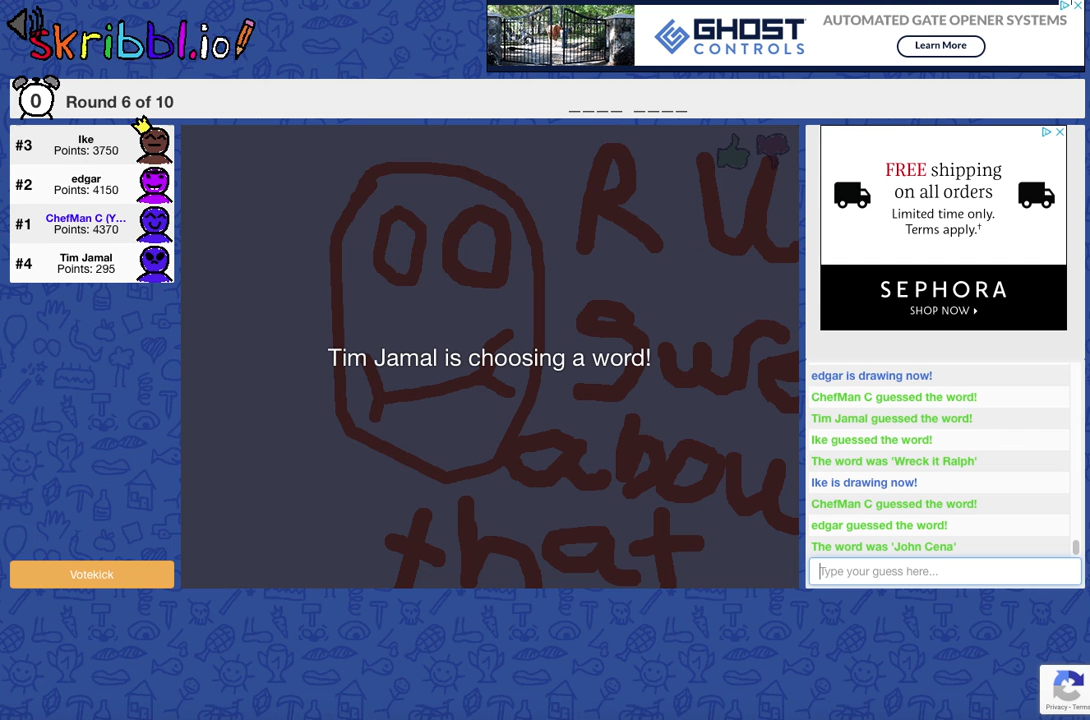 skribbl.io
GHOST
CONTROLS
AUTOMATED GATE OPENER SYSTEMS
Learn More
0
Round 6 of 10
____ ____
#3
Ike
Points: 3750
#2
edgar
Points: 4150
#1
ChefMan C (Y...
Points: 4370
#4
Tim Jamal
Points: 295
Votekick
R U
Sure
abou
that
Tim Jamal is choosing a word!
FREE shipping
on all orders
Limited time only.
Terms apply.†
SEPHORA
SHOP NOW
edgar is drawing now!
ChefMan C guessed the word!
Tim Jamal guessed the word!
Ike guessed the word!
The word was 'Wreck it Ralph'
Ike is drawing now!
ChefMan C guessed the word!
edgar guessed the word!
The word was 'John Cena'
Type your guess here...
Privacy - Terms